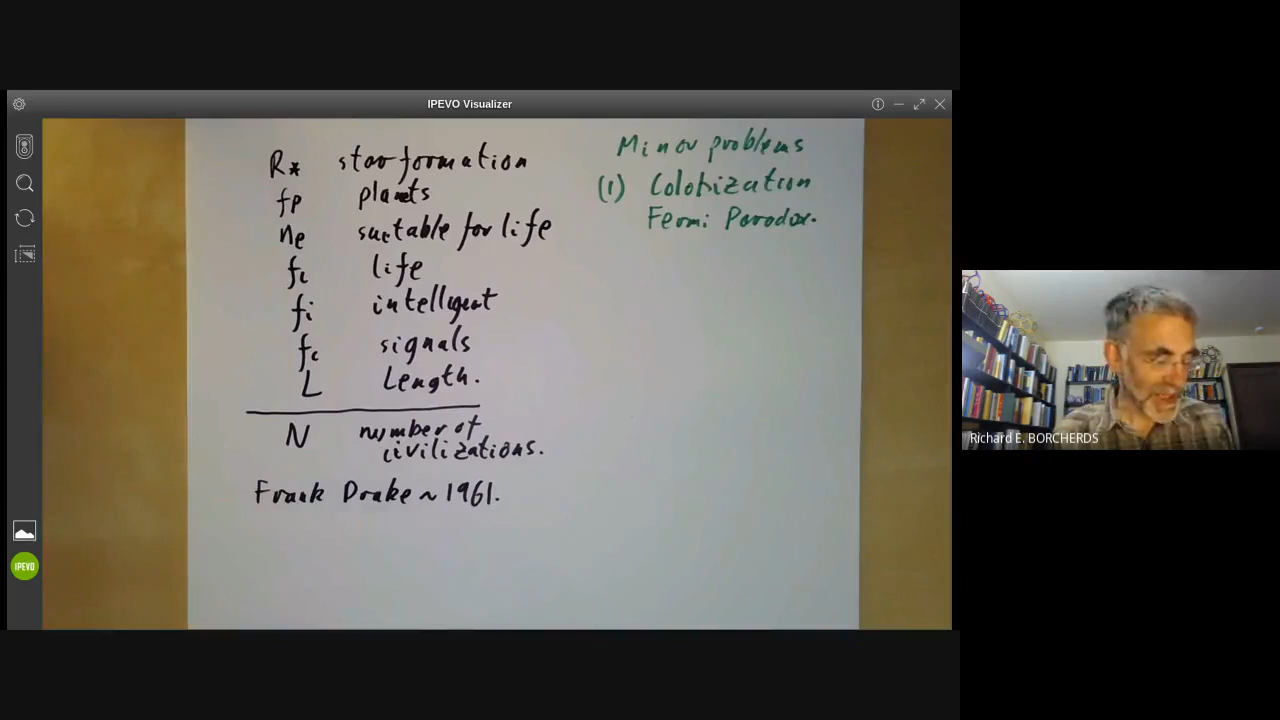 IPEVO Visualizer
R* star formation
fp planets
ne suitable for life
fl life
fi intelligent
fc signals
L Length.
N number of
civilizations.
Frank Drake ~ 1961.
Minor problems
(1) Colonization
Fermi Paradox.
Richard E. BORCHERDS
IPEVO